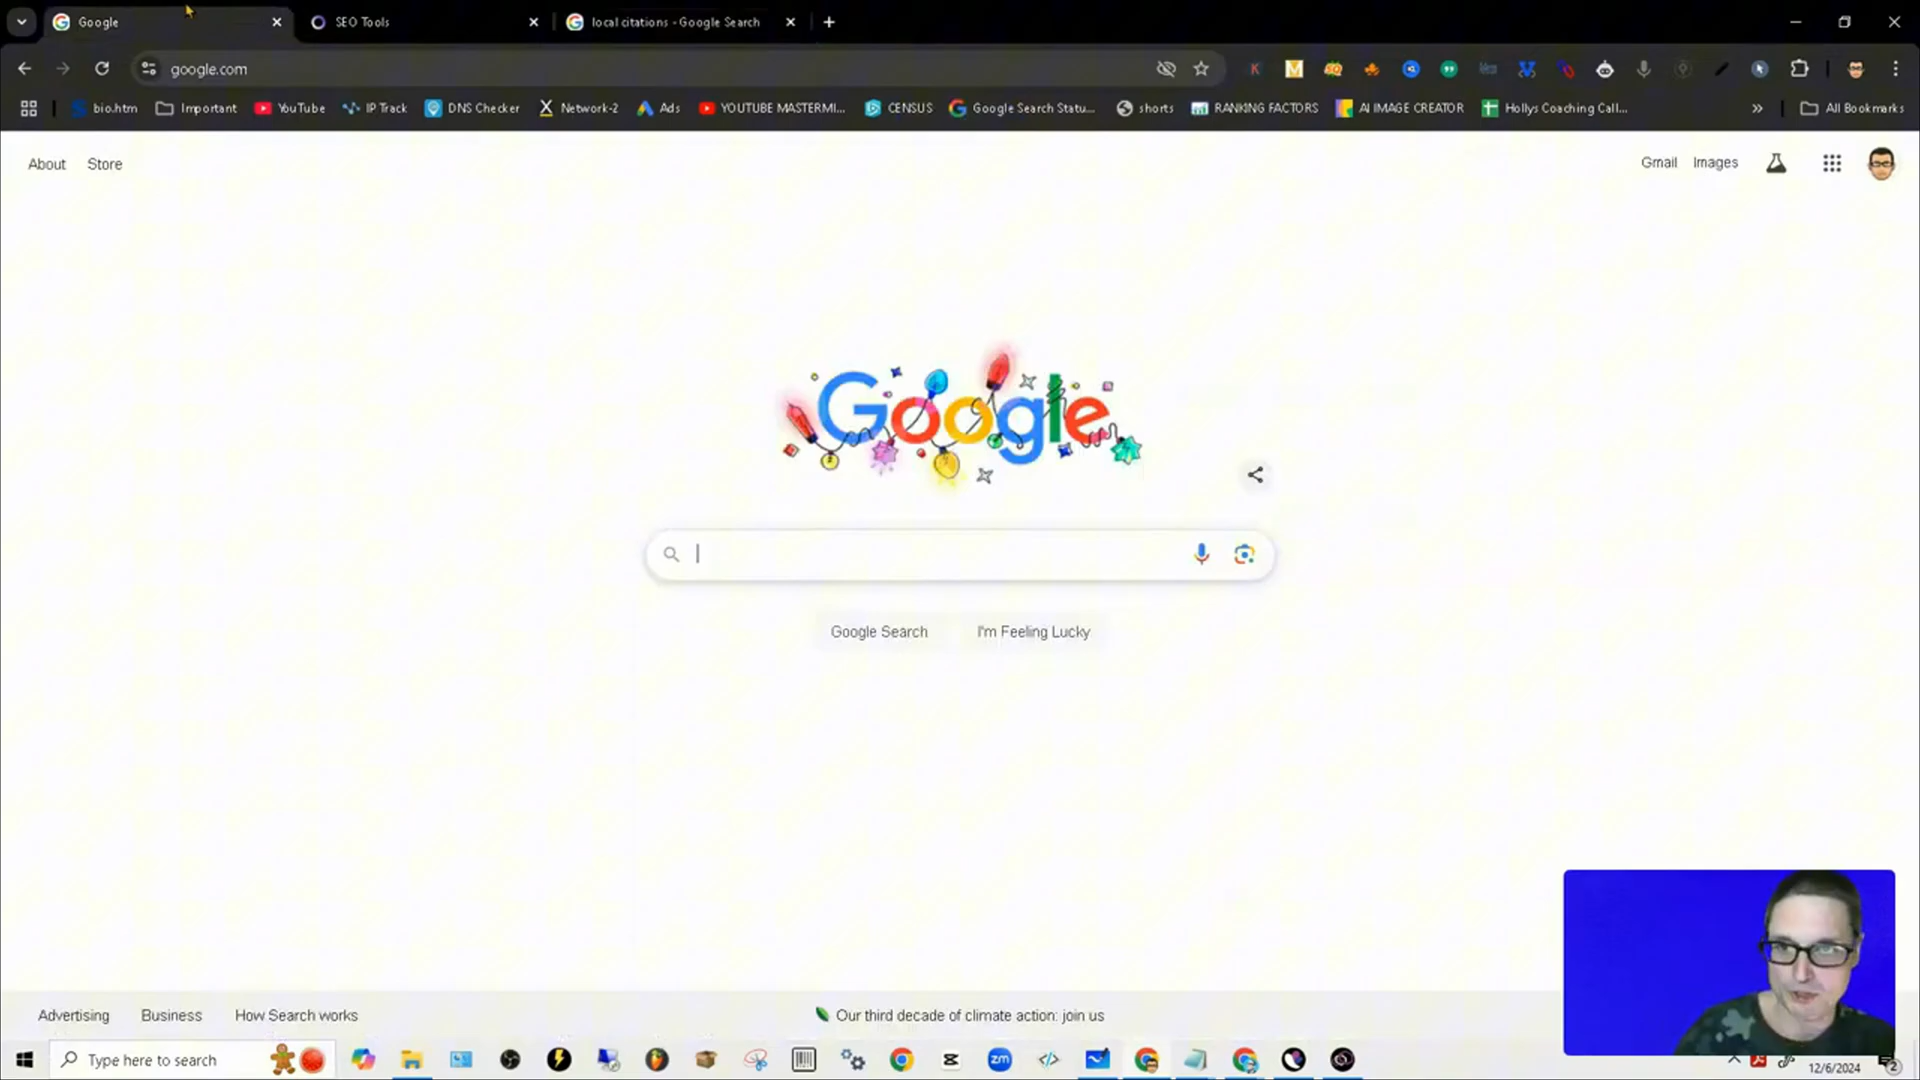 Google
SEO Tools
local citations - Google Search
google.com
bio.htm
Important
YouTube
IP Track
DNS Checker
Network-2
Ads
YOUTUBE MASTERMI...
CENSUS
Google Search Statu...
shorts
RANKING FACTORS
AI IMAGE CREATOR
Hollys Coaching Call...
All Bookmarks
About
Store
Gmail
Images
Google
Google Search
I'm Feeling Lucky
Advertising
Business
How Search works
Our third decade of climate action: join us
Type here to search
12/6/2024
2